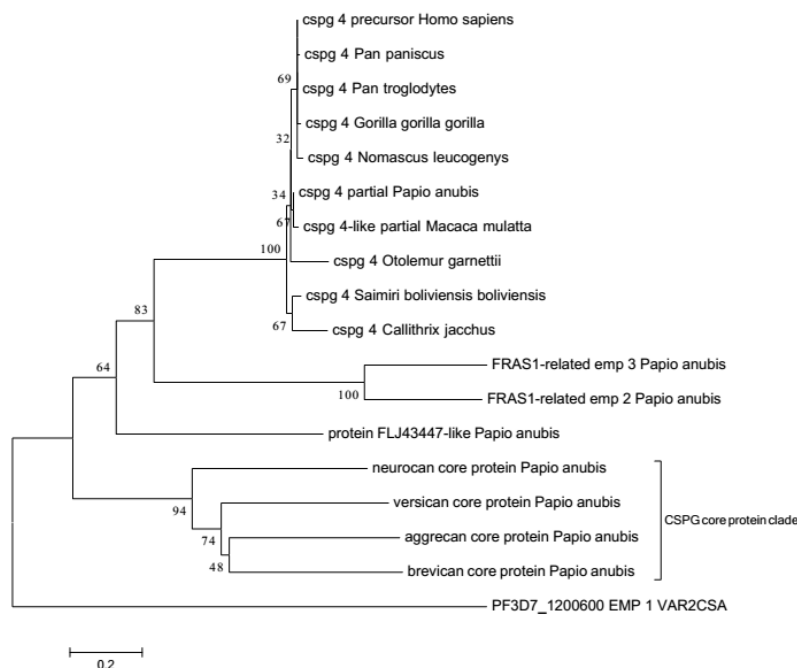 cspg 4 precursor Homo sapiens
cspg 4 Pan paniscus
69
cspg 4 Pan troglodytes
cspg 4 Gorilla gorilla gorilla
32
cspg 4 Nomascus leucogenys
34
cspg 4 partial Papio anubis
67
cspg 4-like partial Macaca mulatta
100
cspg 4 Otolemur garnettii
cspg 4 Saimiri boliviensis boliviensis
83
67
cspg 4 Callithrix jacchus
64
FRAS1-related emp 3 Papio anubis
100
FRAS1-related emp 2 Papio anubis
protein FLJ43447-like Papio anubis
neurocan core protein Papio anubis
94
versican core protein Papio anubis
CSPG core protein clade
74
aggrecan core protein Papio anubis
48
brevican core protein Papio anubis
PF3D7_1200600 EMP 1 VAR2CSA
0.2